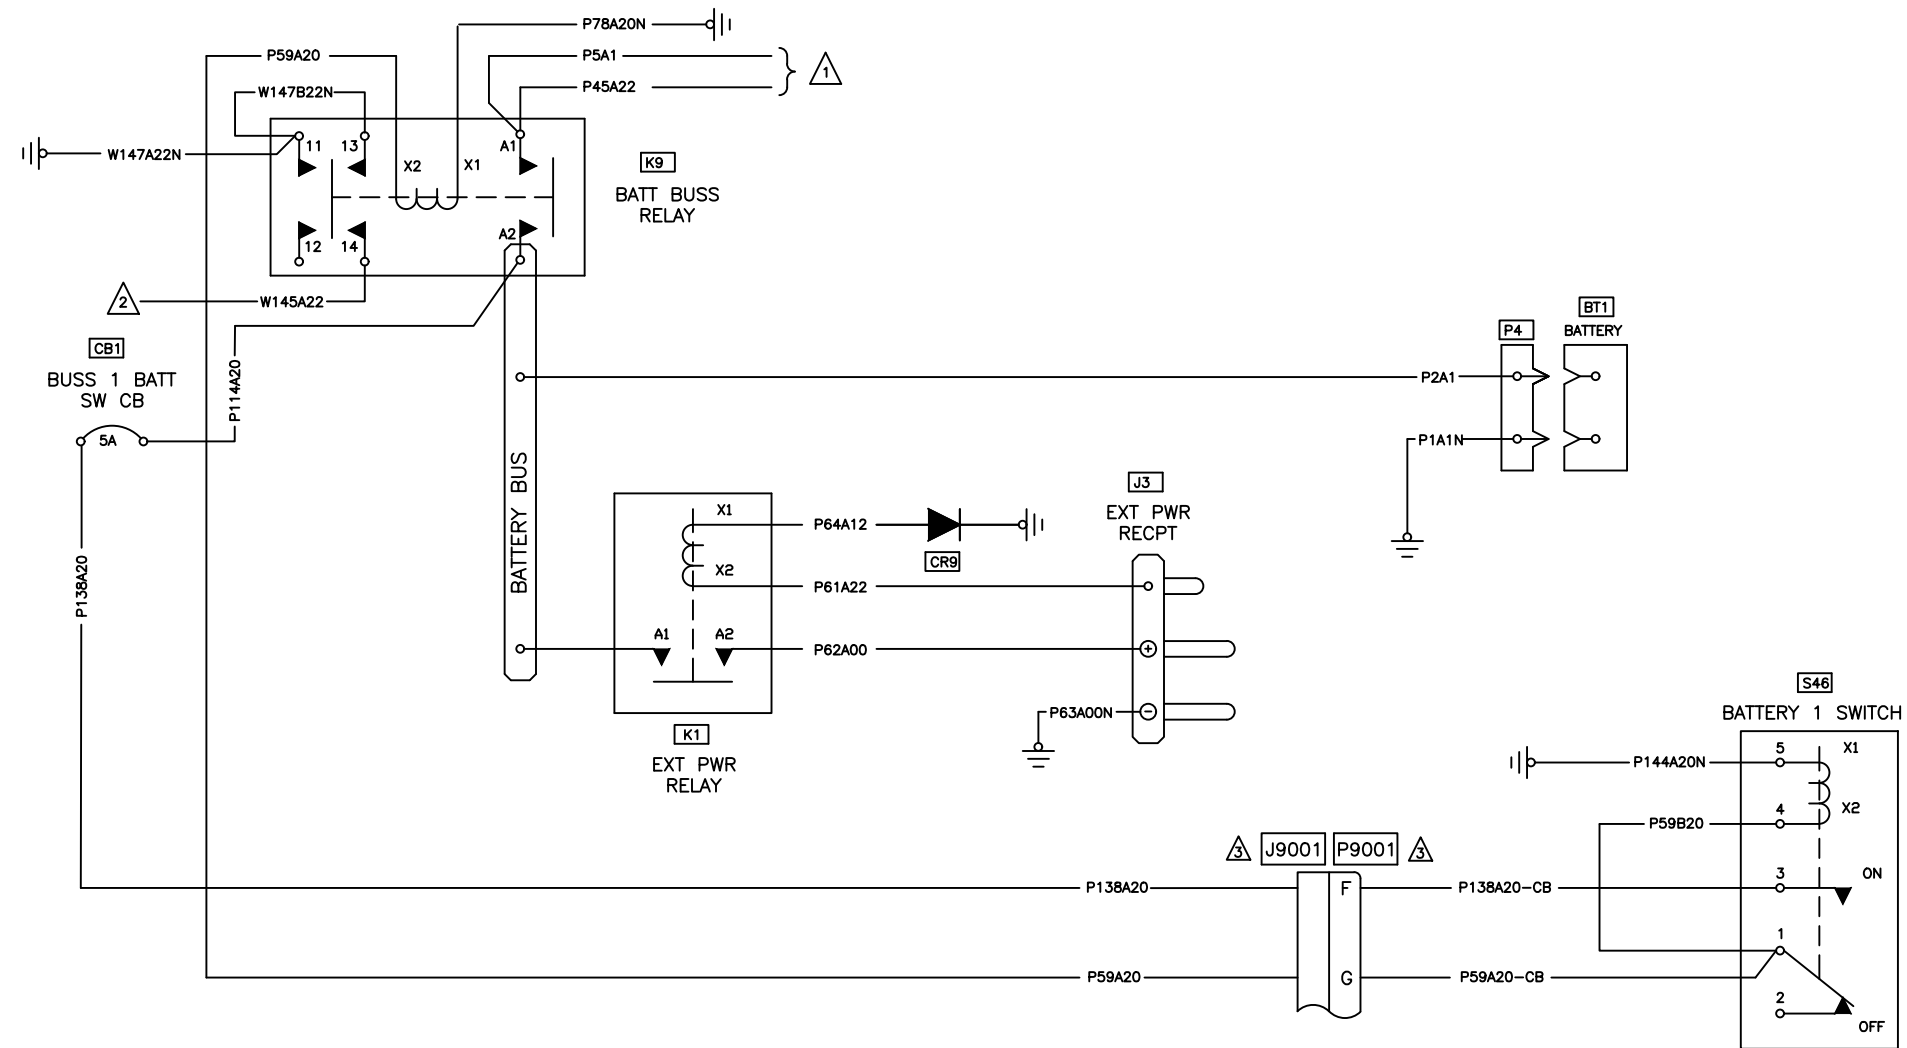 P78A20N
P59A20
P5A1
P45A22
1
W147B22N
W147A22N
11
13
X2
X1
A1
K9
BATT BUSS
RELAY
12
14
A2
2
W145A22
CB1
BUSS 1 BATT
SW CB
5A
P114A20
P138A20
BATTERY BUS
P4
BT1
BATTERY
P2A1
P1A1N
X1
P64A12
CR9
X2
P61A22
J3
EXT PWR
RECPT
A1
A2
P62A00
+
P63A00N
−
K1
EXT PWR
RELAY
S46
BATTERY 1 SWITCH
P144A20N
5
X1
P59B20
4
X2
3
J9001
P9001
3
P138A20
F
P138A20-CB
3
ON
1
P59A20
G
P59A20-CB
2
OFF